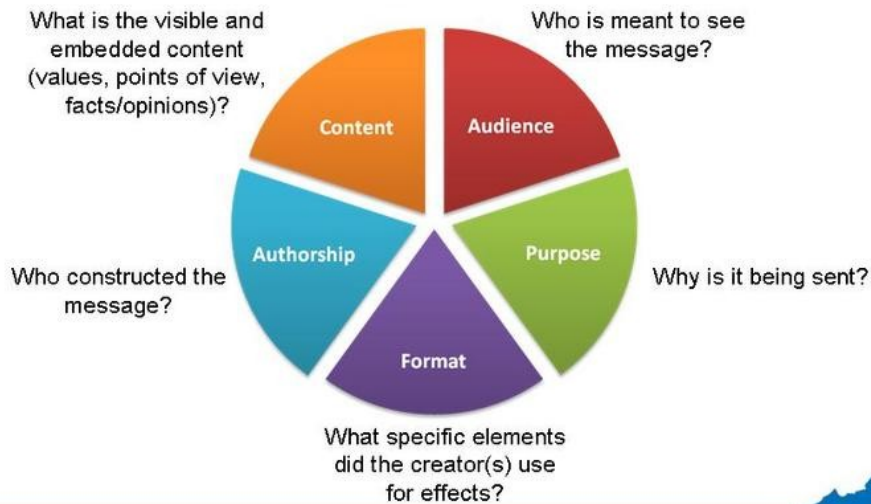 What is the visible and
embedded content
(values, points of view,
facts/opinions)?
Who is meant to see
the message?
Content
Audience
Authorship
Purpose
Who constructed the
message?
Why is it being sent?
Format
What specific elements
did the creator(s) use
for effects?